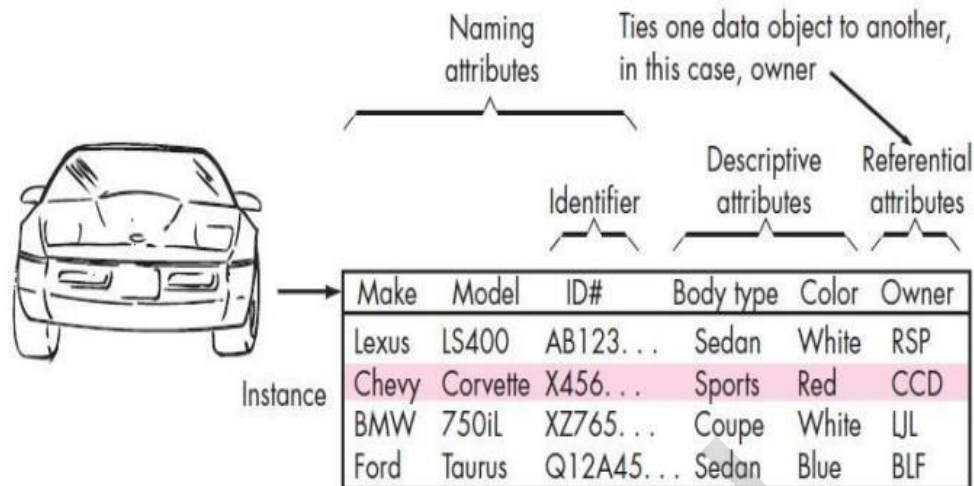 Naming
attributes
Ties one data object to another,
in this case, owner
Identifier
Descriptive
attributes
Referential
attributes
Make Model ID# Body type Color Owner
Lexus LS400 AB123. . . Sedan White RSP
Instance
Chevy Corvette X456. . . Sports Red CCD
BMW 750iL XZ765. . . Coupe White LJL
Ford Taurus Q12A45. . . Sedan Blue BLF